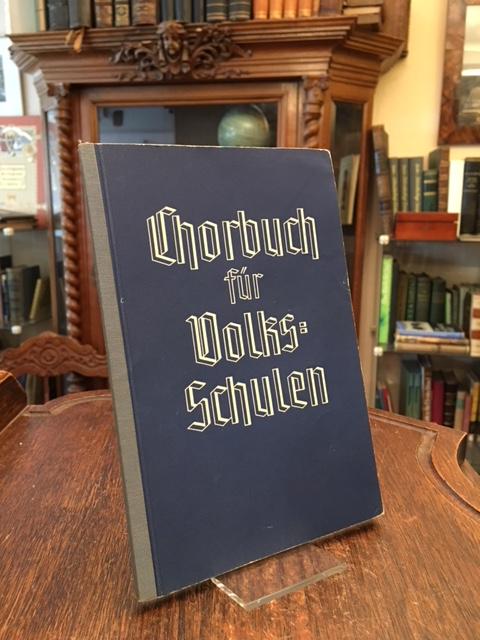 Chorbuch
für
Volks:
Schulen